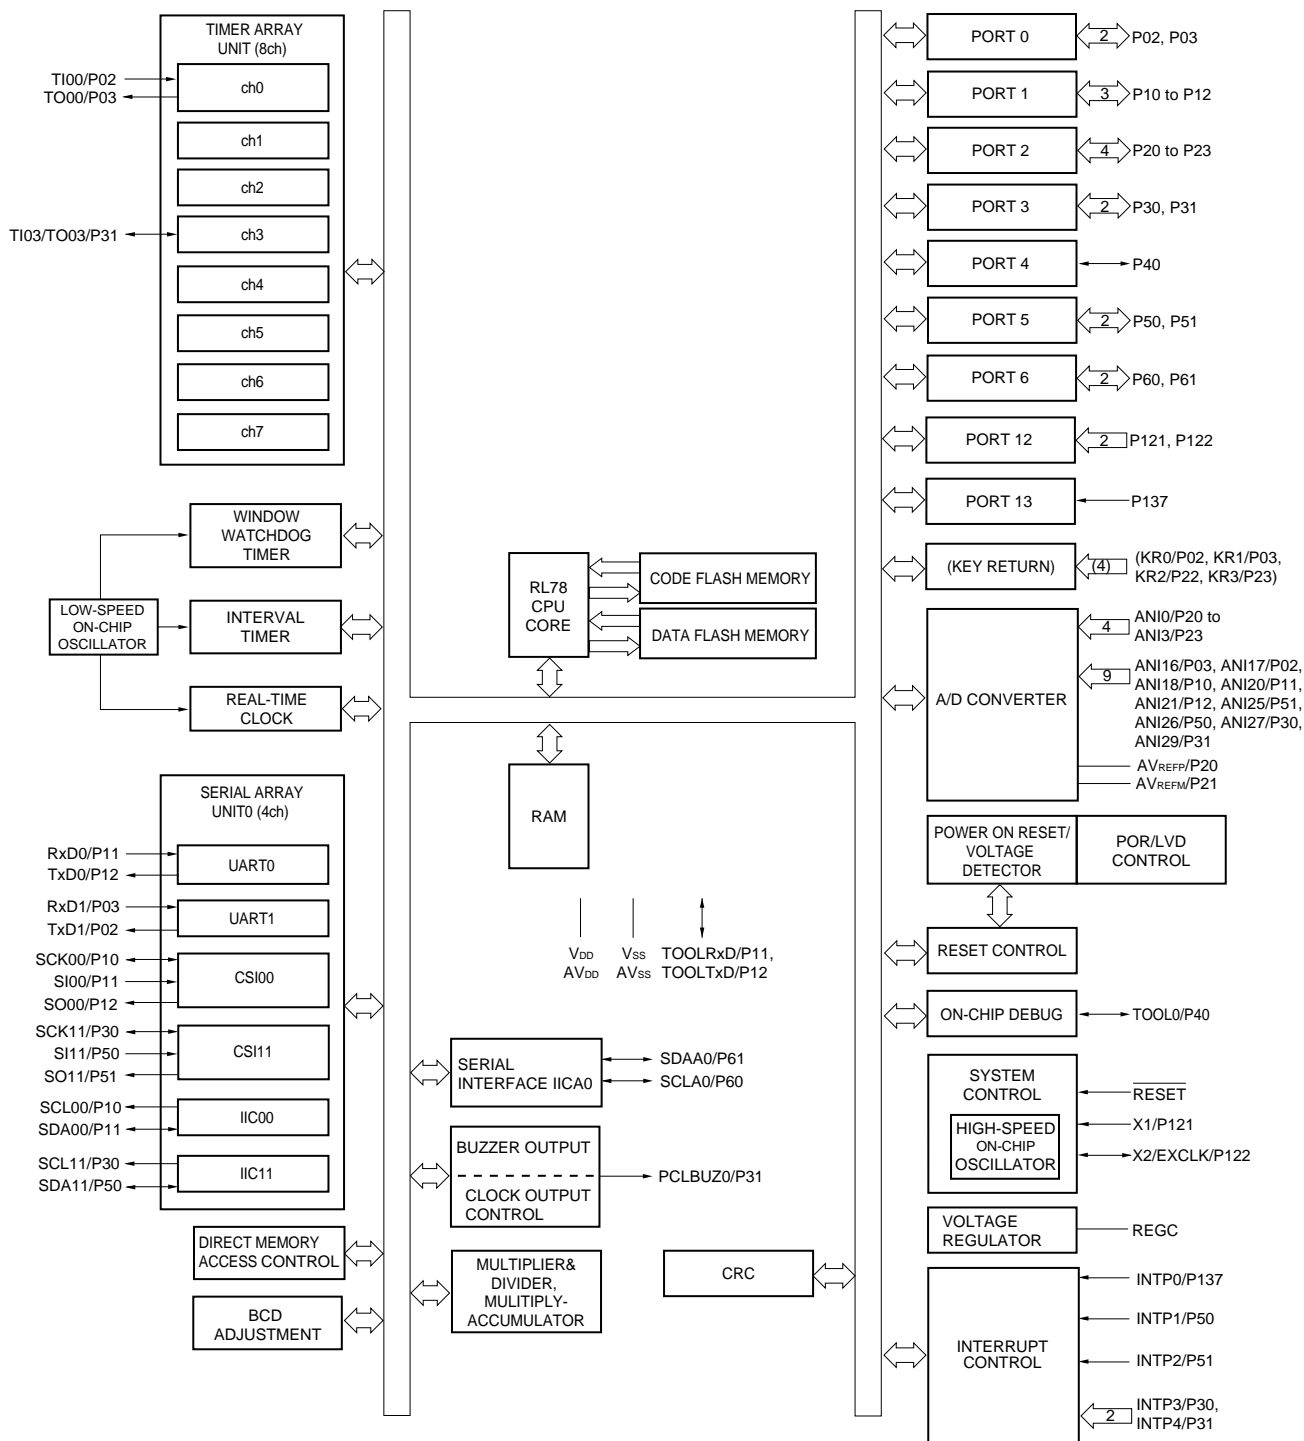 TIMER ARRAY
UNIT (8ch)
TI00/P02
TO00/P03
ch0
ch1
ch2
TI03/TO03/P31
ch3
ch4
ch5
ch6
ch7
WINDOW
WATCHDOG
TIMER
LOW-SPEED
ON-CHIP
OSCILLATOR
INTERVAL
TIMER
REAL-TIME
CLOCK
SERIAL ARRAY
UNIT0 (4ch)
RxD0/P11
TxD0/P12
UART0
RxD1/P03
TxD1/P02
UART1
SCK00/P10
SI00/P11
SO00/P12
CSI00
SCK11/P30
SI11/P50
SO11/P51
CSI11
SCL00/P10
SDA00/P11
IIC00
SCL11/P30
SDA11/P50
IIC11
DIRECT MEMORY
ACCESS CONTROL
BCD
ADJUSTMENT
RL78
CPU
CORE
CODE FLASH MEMORY
DATA FLASH MEMORY
RAM
VDD
AVDD
VSS
AVSS
TOOLRxD/P11,
TOOLTxD/P12
SERIAL
INTERFACE IICA0
SDAA0/P61
SCLA0/P60
BUZZER OUTPUT
CLOCK OUTPUT
CONTROL
PCLBUZ0/P31
MULTIPLIER&
DIVIDER,
MULITIPLY-
ACCUMULATOR
CRC
PORT 0
2
P02, P03
PORT 1
3
P10 to P12
PORT 2
4
P20 to P23
PORT 3
2
P30, P31
PORT 4
P40
PORT 5
2
P50, P51
PORT 6
2
P60, P61
PORT 12
2
P121, P122
PORT 13
P137
(KEY RETURN)
(4)
(KR0/P02, KR1/P03,
KR2/P22, KR3/P23)
A/D CONVERTER
4
ANI0/P20 to
ANI3/P23
9
ANI16/P03, ANI17/P02,
ANI18/P10, ANI20/P11,
ANI21/P12, ANI25/P51,
ANI26/P50, ANI27/P30,
ANI29/P31
AVREFP/P20
AVREFM/P21
POWER ON RESET/
VOLTAGE
DETECTOR
POR/LVD
CONTROL
RESET CONTROL
ON-CHIP DEBUG
TOOL0/P40
SYSTEM
CONTROL
HIGH-SPEED
ON-CHIP
OSCILLATOR
RESET
X1/P121
X2/EXCLK/P122
VOLTAGE
REGULATOR
REGC
INTERRUPT
CONTROL
INTP0/P137
INTP1/P50
INTP2/P51
2
INTP3/P30,
INTP4/P31